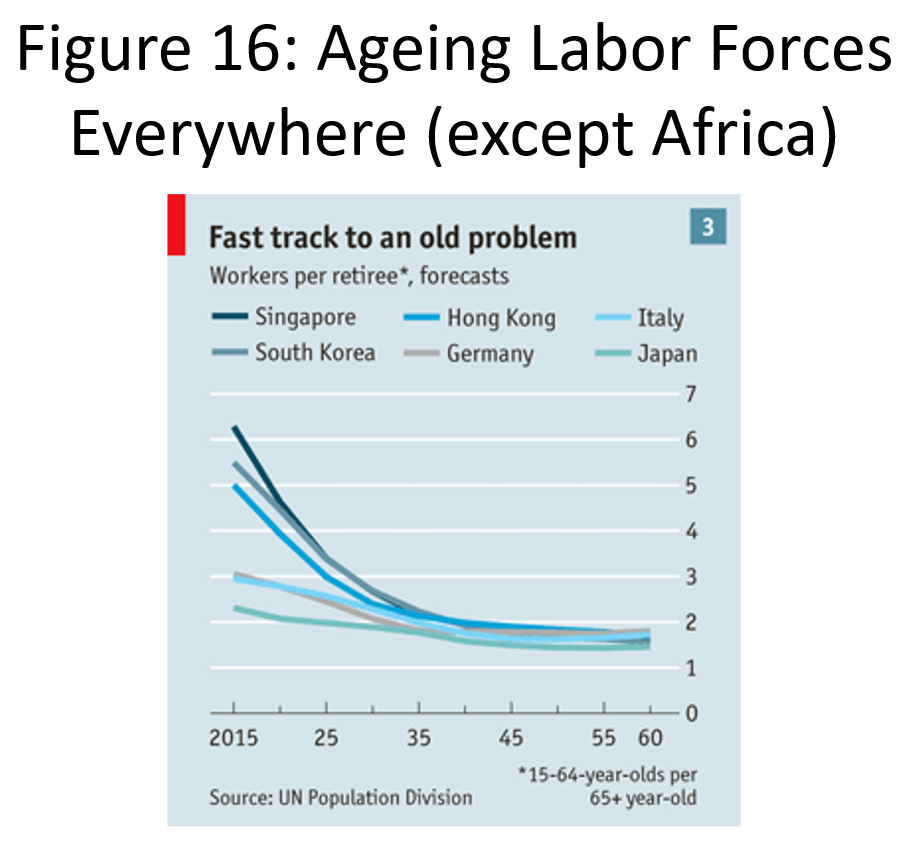 Figure 16: Ageing Labor Forces
Everywhere (except Africa)
Fast track to an old problem
3
Workers per retiree*, forecasts
Singapore
Hong Kong
Italy
South Korea
Germany
Japan
7
6
5
4
3
2
1
0
2015 25 35 45 55 60
*15-64-year-olds per
65+ year-old
Source: UN Population Division